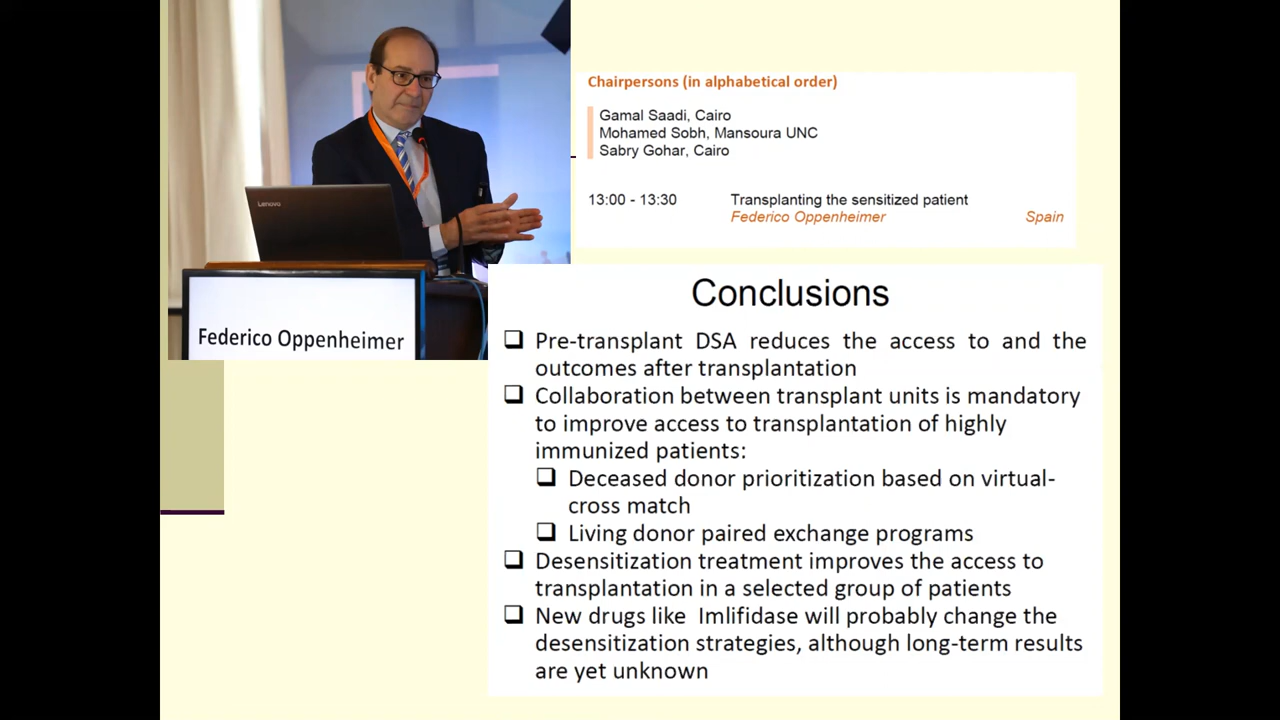 Chairpersons (in alphabetical order)
Gamal Saadi, Cairo
Mohamed Sobh, Mansoura UNC
Sabry Gohar, Cairo
13:00 - 13:30 Transplanting the sensitized patient
Federico Oppenheimer Spain
Lenovo
Federico Oppenheimer
Conclusions
❑ Pre-transplant DSA reduces the access to and the
outcomes after transplantation
❑ Collaboration between transplant units is mandatory
to improve access to transplantation of highly
immunized patients:
❑ Deceased donor prioritization based on virtual-
cross match
❑ Living donor paired exchange programs
❑ Desensitization treatment improves the access to
transplantation in a selected group of patients
❑ New drugs like Imlifidase will probably change the
desensitization strategies, although long-term results
are yet unknown